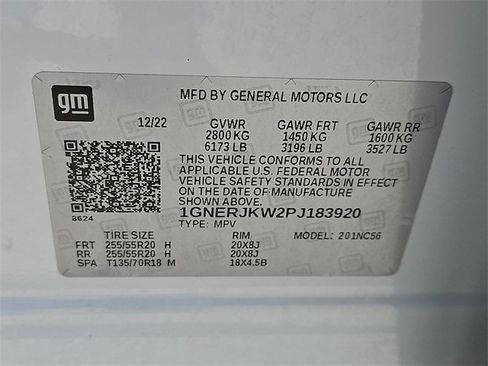 gm
MFD BY GENERAL MOTORS LLC
12/22 GVWR GAWR FRT GAWR RR
2800 KG 1450 KG 1600 KG
6173 LB 3196 LB 3527 LB
THIS VEHICLE CONFORMS TO ALL
APPLICABLE U.S. FEDERAL MOTOR
VEHICLE SAFETY STANDARDS IN EFFECT
ON THE DATE OF MANUFACTURE
SHOWN ABOVE.
8624 1GNERJKW2PJ183920
TYPE: MPV MODEL: 201NC56
TIRE SIZE RIM
FRT 255/55R20 H 20X8J
RR 255/55R20 H 20X8J
SPA T135/70R18 M 18X4.5B